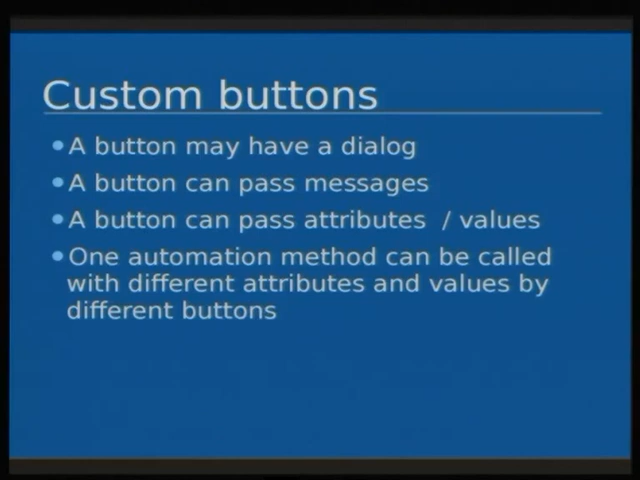 Custom buttons
A button may have a dialog
A button can pass messages
A button can pass attributes / values
One automation method can be called
with different attributes and values by
different buttons